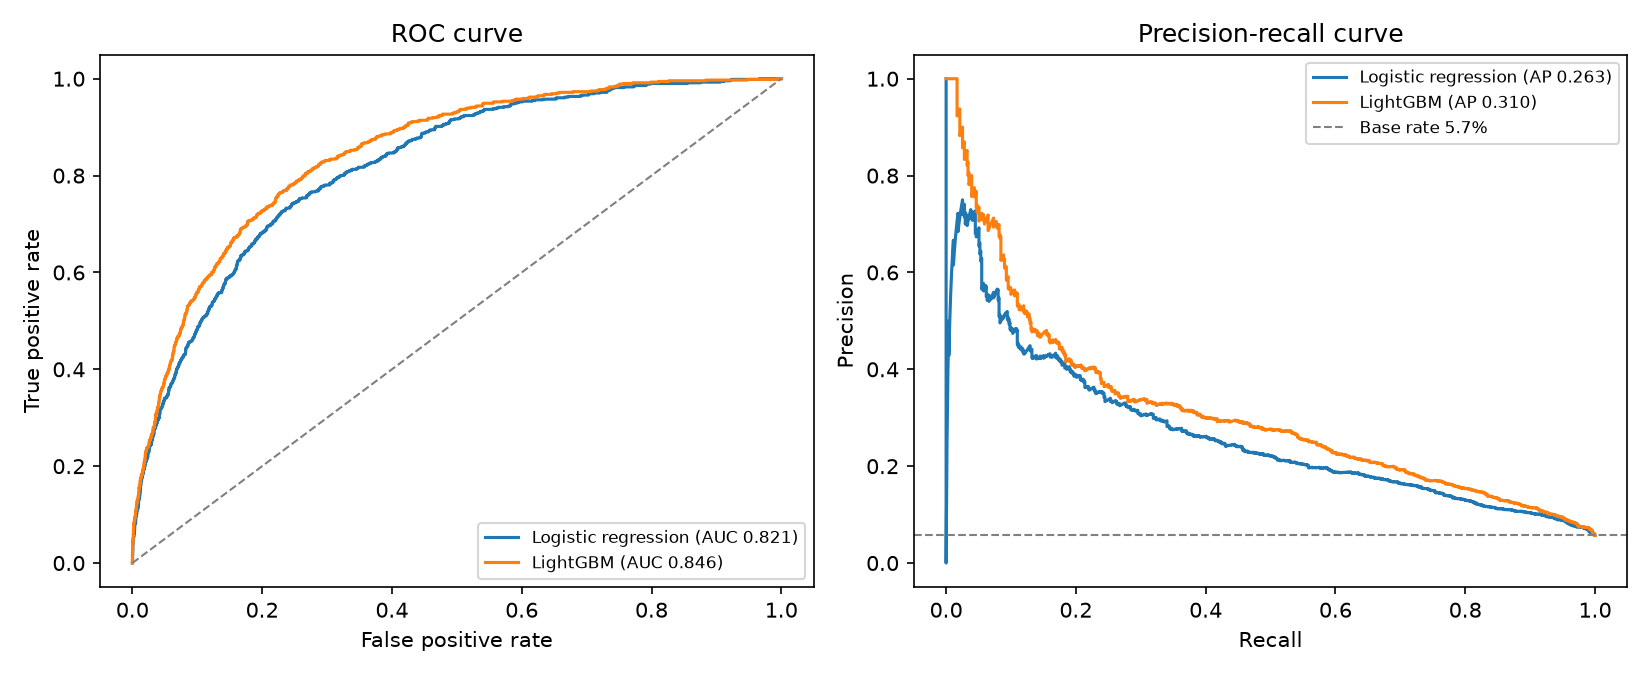 ROC curve
1.0
0.8
0.6
0.4
0.2
0.0
True positive rate
0.0 0.2 0.4 0.6 0.8 1.0
False positive rate
Logistic regression (AUC 0.821)
LightGBM (AUC 0.846)
Precision-recall curve
1.0
0.8
0.6
0.4
0.2
0.0
Precision
0.0 0.2 0.4 0.6 0.8 1.0
Recall
Logistic regression (AP 0.263)
LightGBM (AP 0.310)
Base rate 5.7%